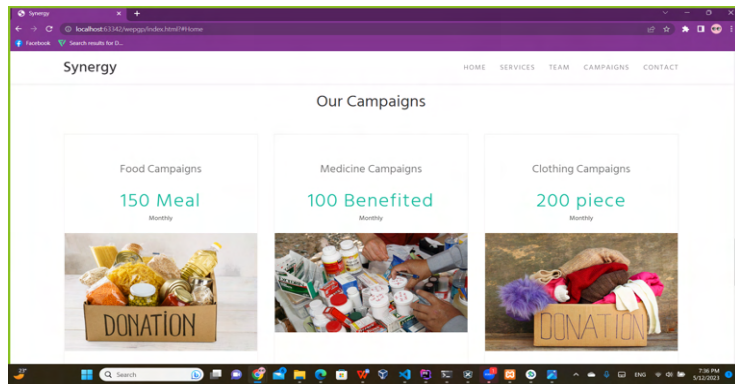 Synergy
localhost:63342/wepgp/index.html?#Home
Facebook
Search results for D...
Synergy
HOME SERVICES TEAM CAMPAIGNS CONTACT
Our Campaigns
Food Campaigns
150 Meal
Monthly
DONATION
Medicine Campaigns
100 Benefited
Monthly
Clothing Campaigns
200 piece
Monthly
DONATION
23°
Search
ENG
7:36 PM
5/12/2023